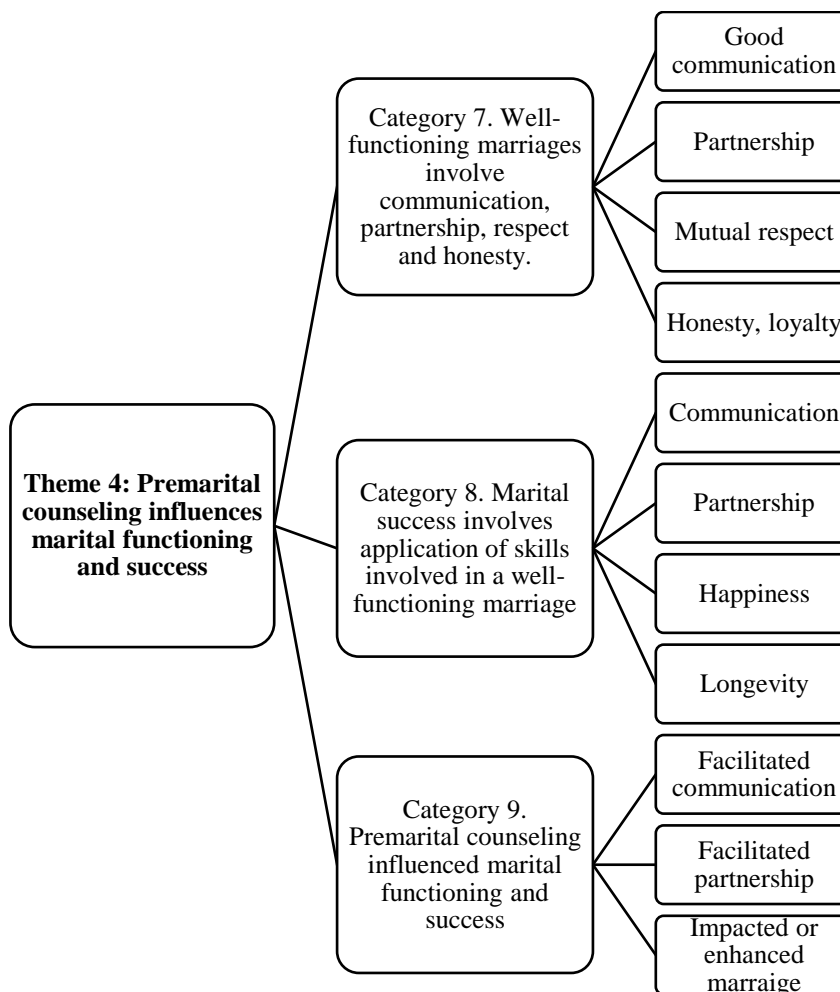 Theme 4: Premarital
counseling influences
marital functioning
and success
Category 7. Well-
functioning marriages
involve
communication,
partnership, respect
and honesty.
Good
communication
Partnership
Mutual respect
Honesty, loyalty
Category 8. Marital
success involves
application of skills
involved in a well-
functioning marriage
Communication
Partnership
Happiness
Longevity
Category 9.
Premarital counseling
influenced marital
functioning and
success
Facilitated
communication
Facilitated
partnership
Impacted or
enhanced
marraige